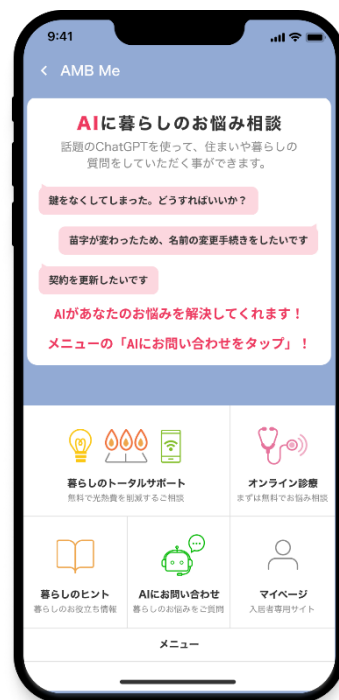 9:41
< AMB Me
AIに暮らしのお悩み相談
話題のChatGPTを使って、住まいや暮らしの
質問をしていただく事ができます。
鍵をなくしてしまった。どうすればいいか？
苗字が変わったため、名前の変更手続きをしたいです
契約を更新したいです
AIがあなたのお悩みを解決してくれます！
メニューの「AIにお問い合わせをタップ」！
暮らしのトータルサポート
無料で光熱費を削減するご相談
オンライン診療
まずは無料でお悩み相談
暮らしのヒント
暮らしのお役立ち情報
AIにお問い合わせ
暮らしのお悩みをご質問
マイページ
入居者専用サイト
メニュー